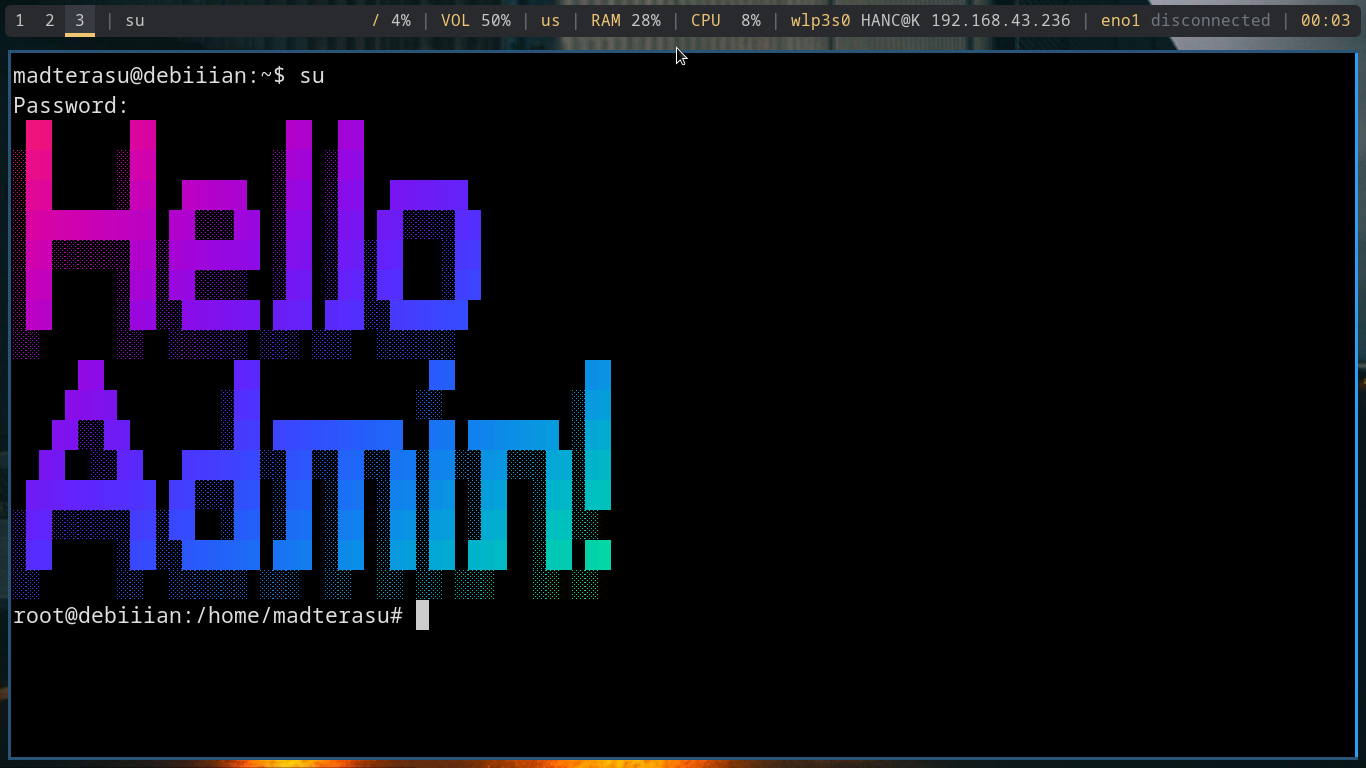 1 2 3 | su / 4% | VOL 50% | us | RAM 28% | CPU 8% | wlp3s0 HANC@K 192.168.43.236 | eno1 disconnected | 00:03
madterasu@debiiian:~$ su
Password:
Hello
Admin!
root@debiiian:/home/madterasu#